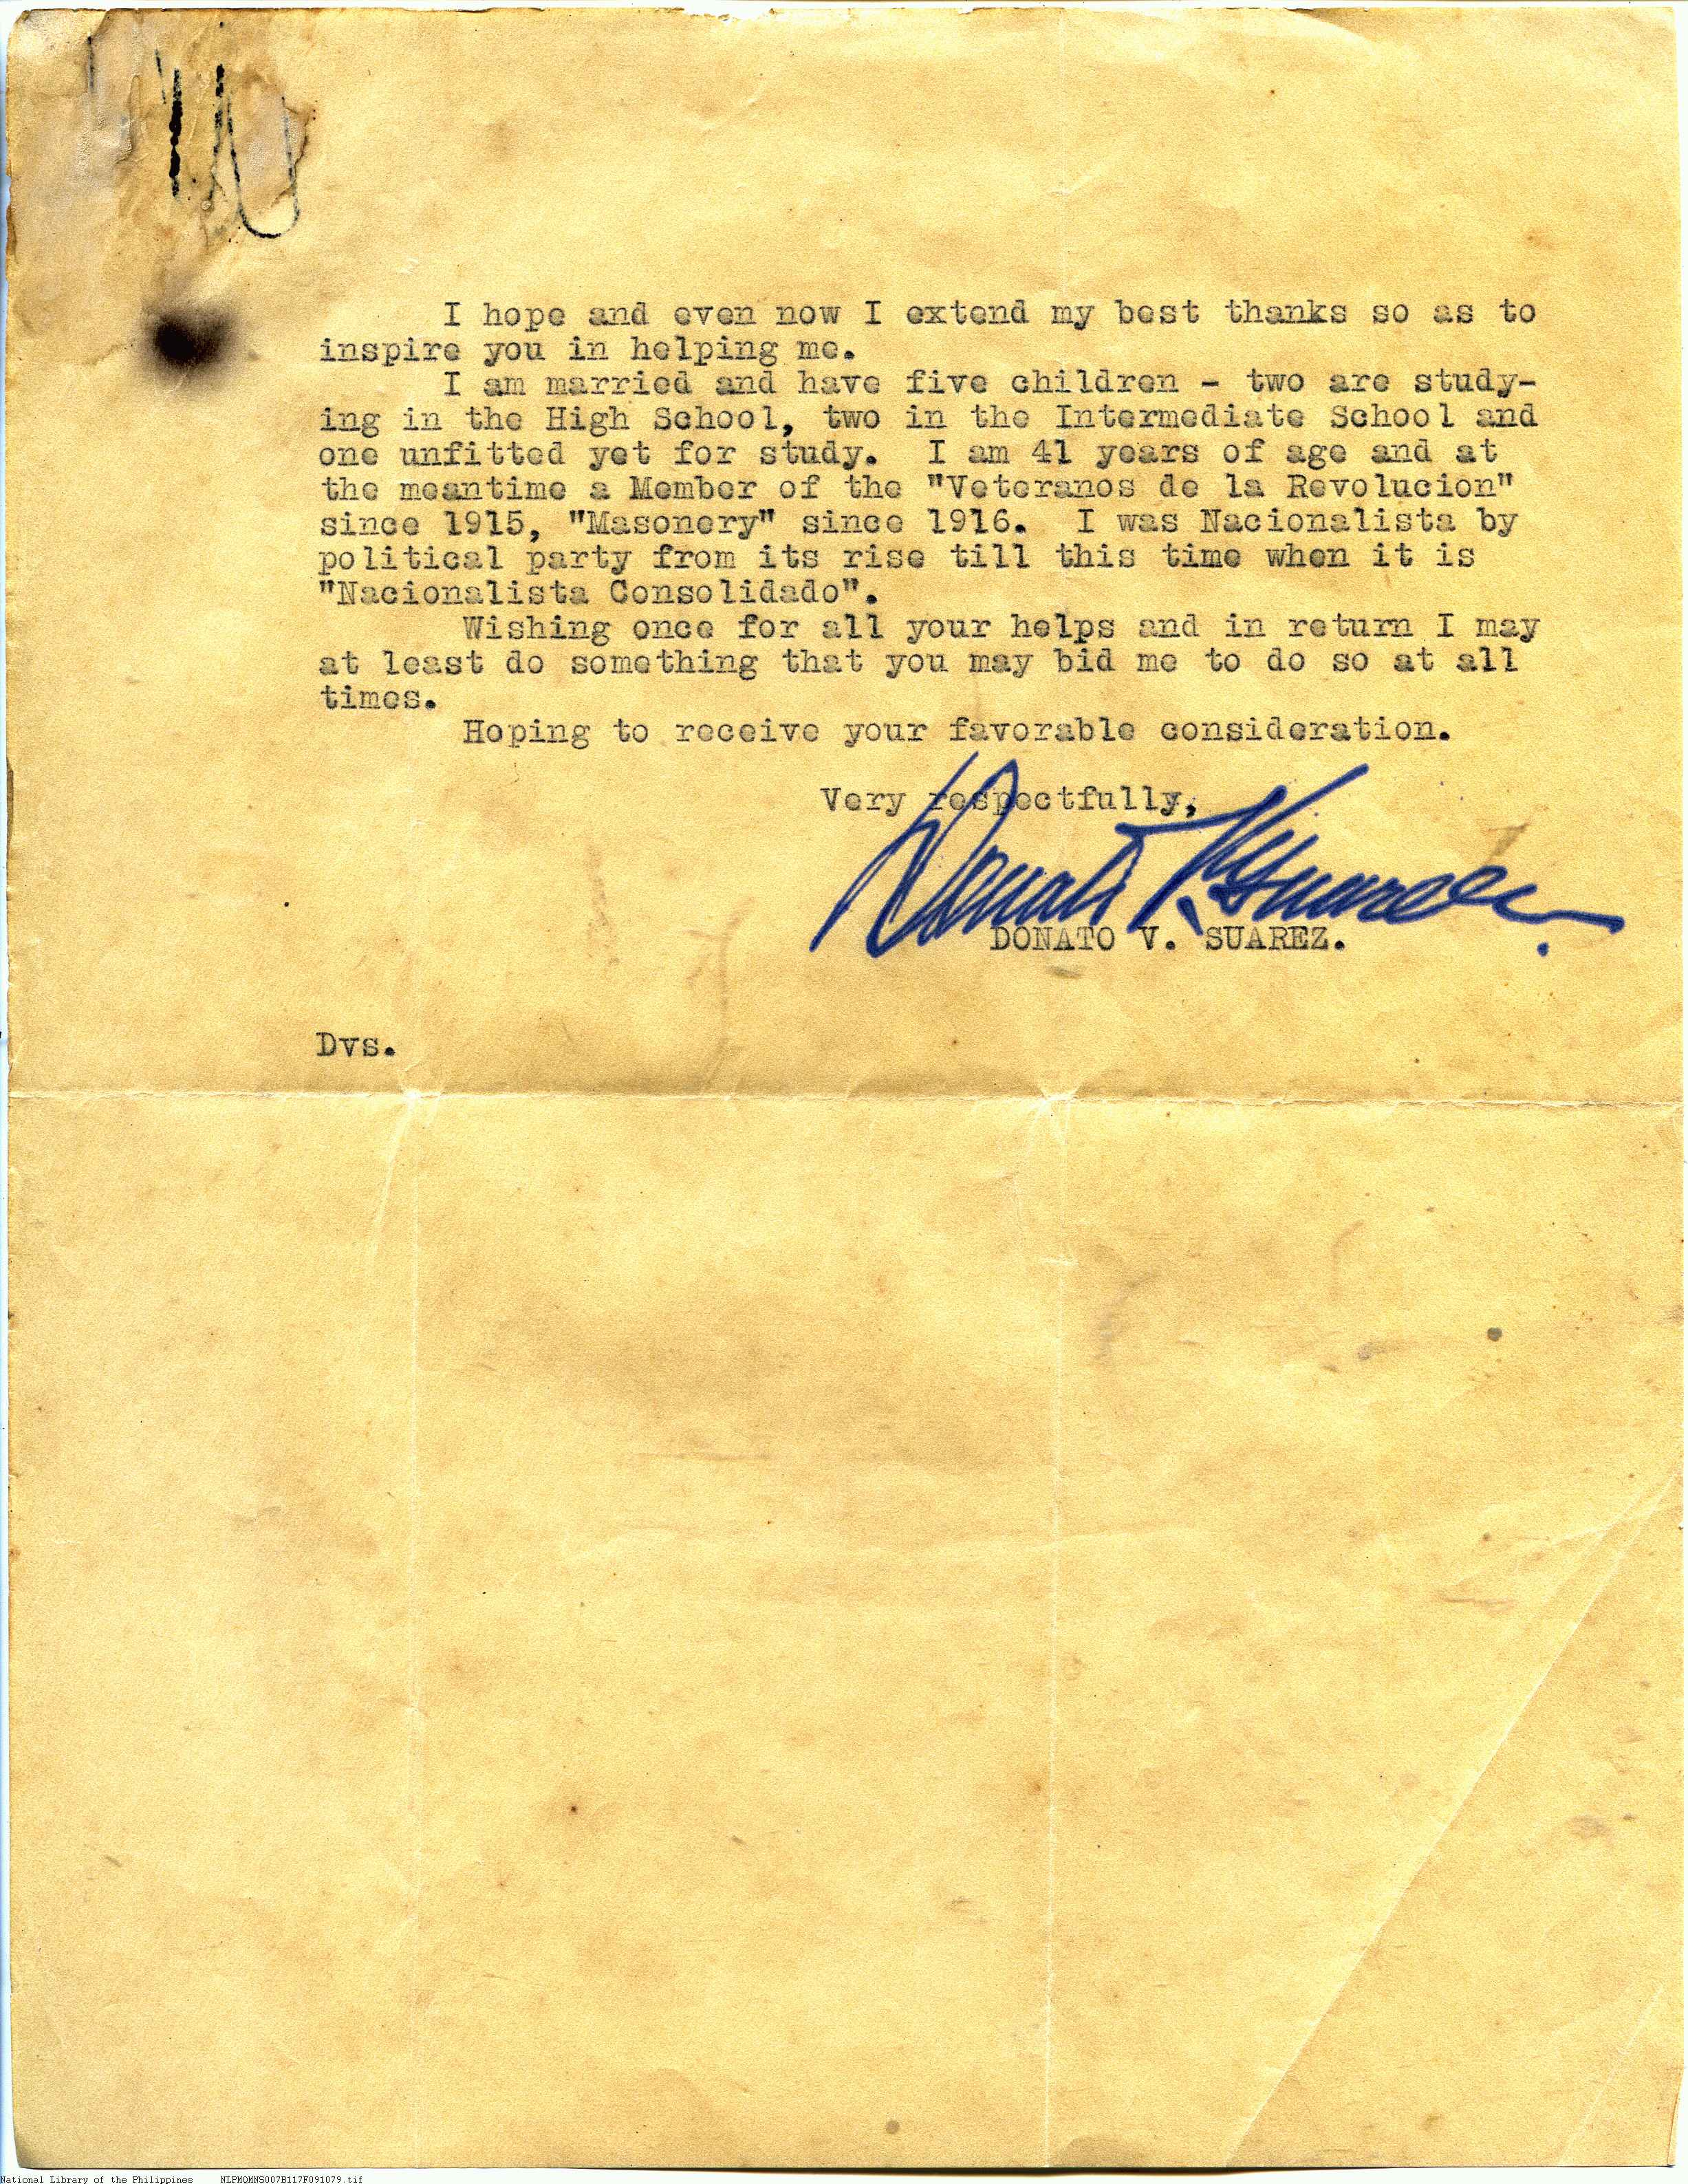 I hope and even now I extend my best thanks so as to
inspire you in helping me.
I am married and have five children - two are study-
ing in the High School, two in the Intermediate School and
one unfitted yet for study. I am 41 years of age and at
the meantime a Member of the "Veteranos de la Revolucion"
since 1915, "Masonery" since 1916. I was Nacionalista by
political party from its rise till this time when it is
"Nacionalista Consolidado".
Wishing once for all your helps and in return I may
at least do something that you may bid me to do so at all
times.
Hoping to receive your favorable consideration.
Very respectfully,
Donato V. Suarez
DONATO V. SUAREZ.
Dvs.
National Library of the Philippines NLPMQMNS007B117F091079.tif